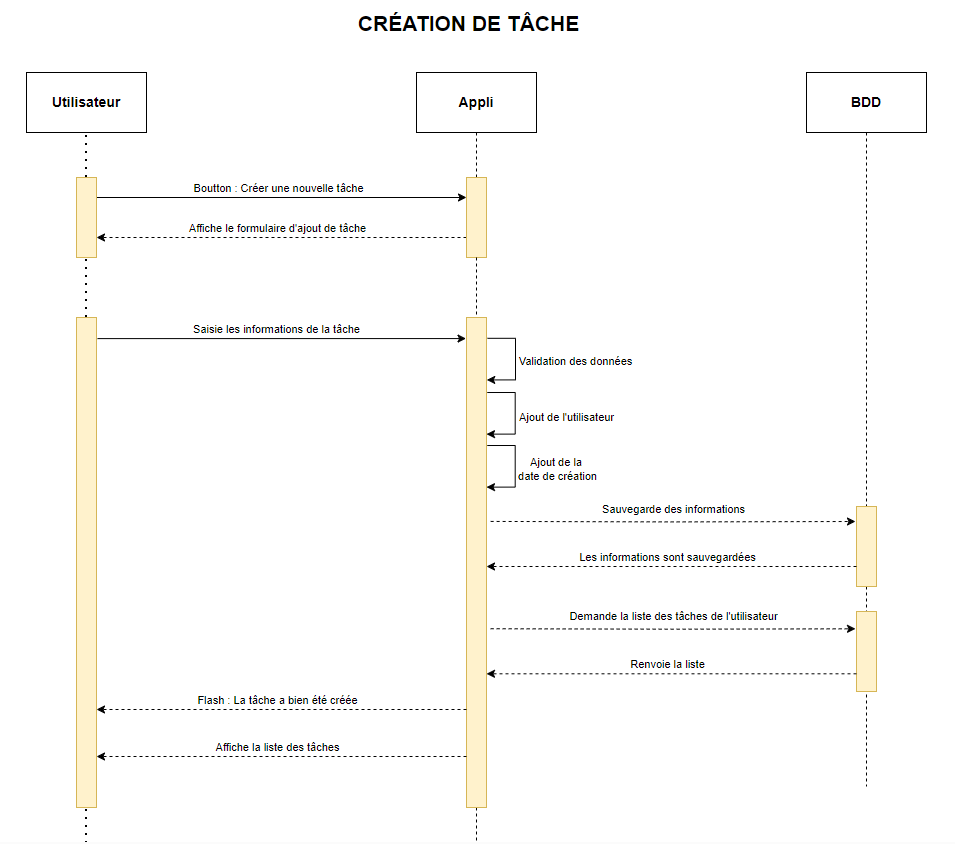 CRÉATION DE TÂCHE
Utilisateur
Appli
BDD
Boutton : Créer une nouvelle tâche
Affiche le formulaire d'ajout de tâche
Saisie les informations de la tâche
Validation des données
Ajout de l'utilisateur
Ajout de la
date de création
Sauvegarde des informations
Les informations sont sauvegardées
Demande la liste des tâches de l'utilisateur
Renvoie la liste
Flash : La tâche a bien été créée
Affiche la liste des tâches